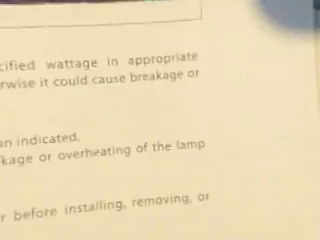 cified wattage in appropriate
rwise it could cause breakage or
an indicated.
kage or overheating of the lamp
r before installing, removing, or